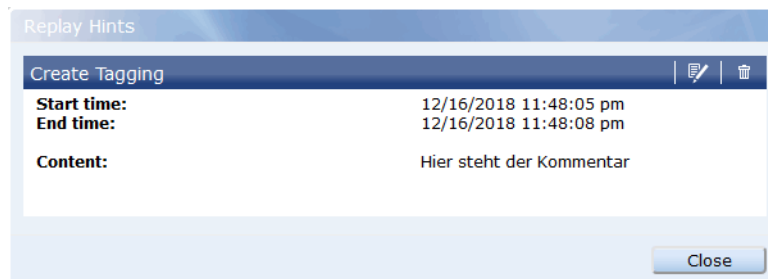 Replay Hints
Create Tagging
Start time: 12/16/2018 11:48:05 pm
End time: 12/16/2018 11:48:08 pm
Content: Hier steht der Kommentar
Close